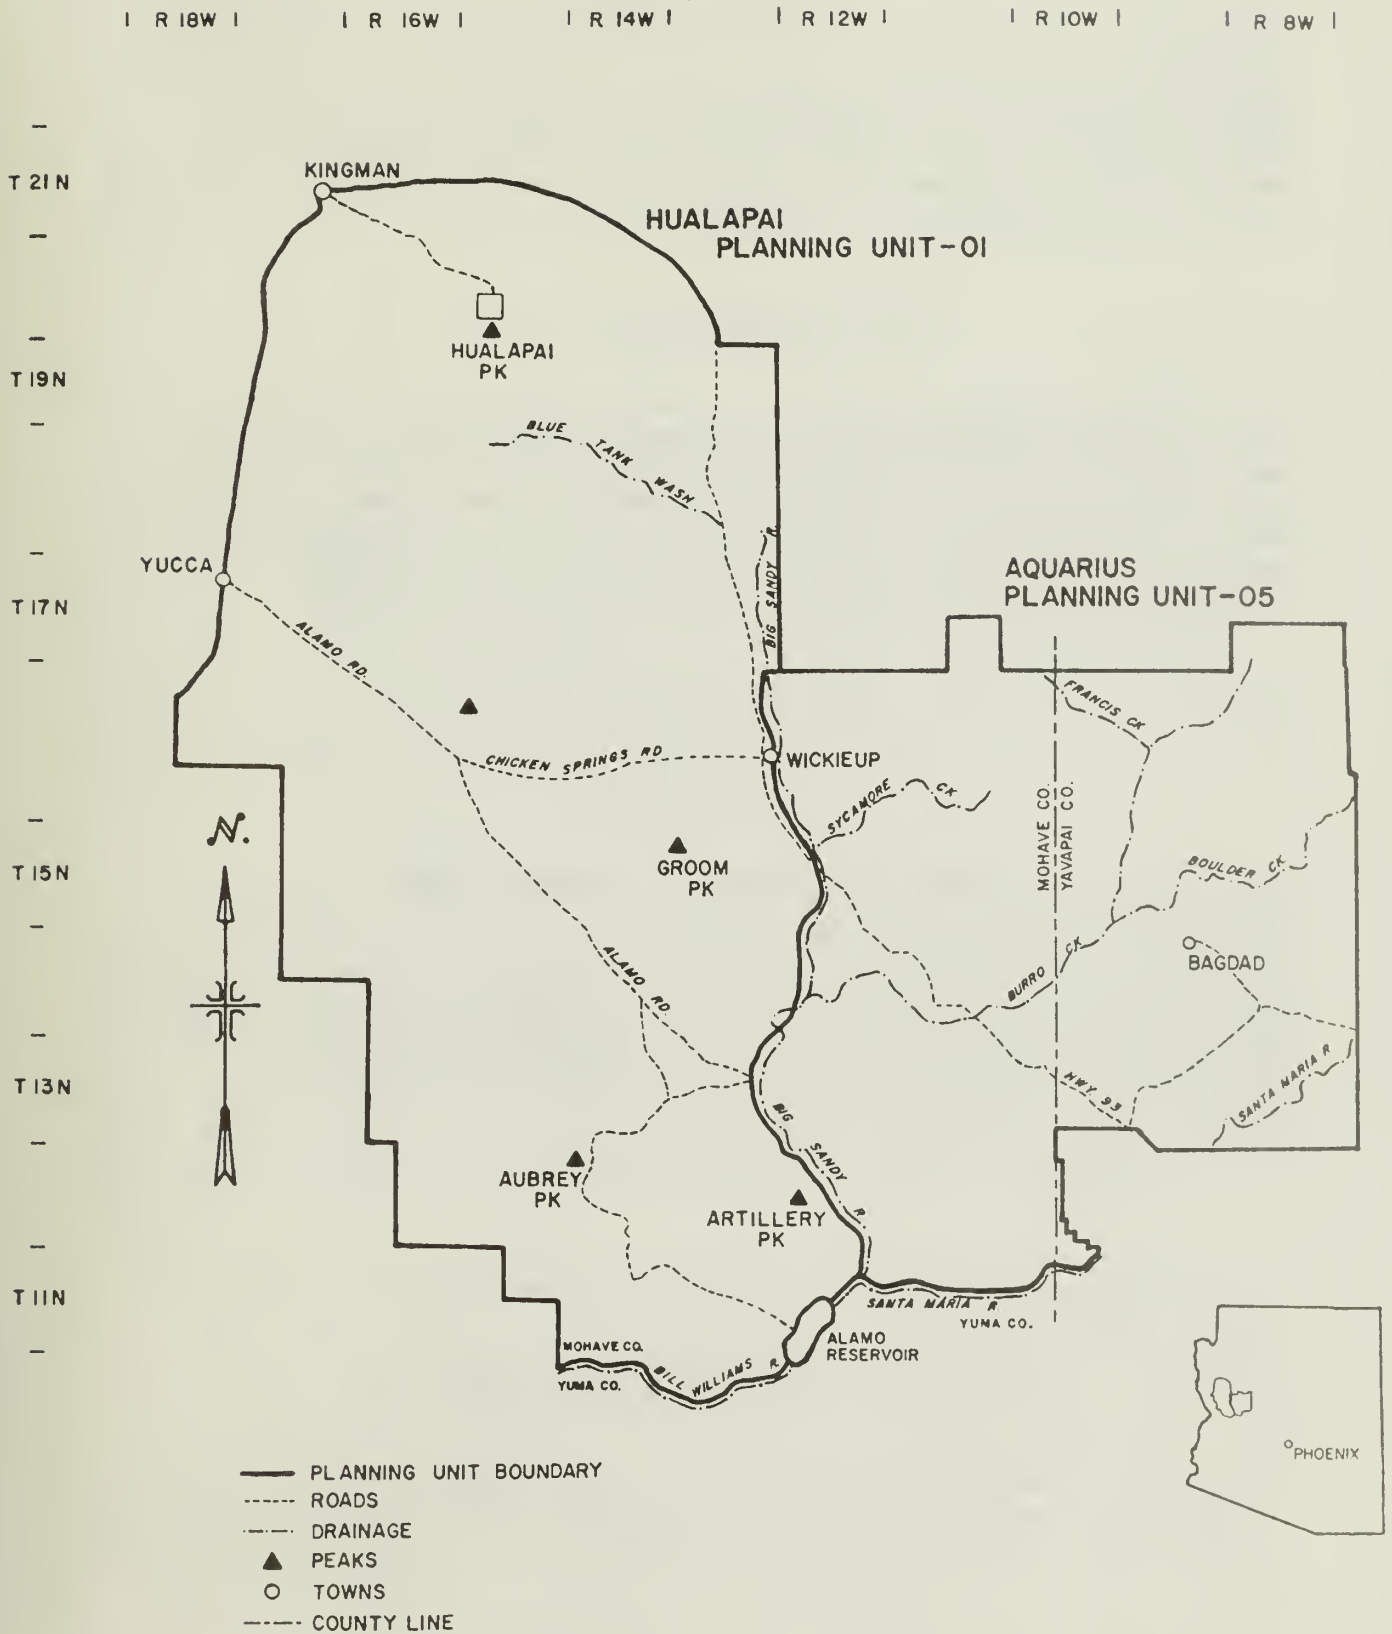 R 18W R 16W R 14W R 12W R 10W R 8W
T 21N
KINGMAN
HUALAPAI
PLANNING UNIT-01
HUALAPAI
PK
T 19N
BLUE TANK WASH
BIG SANDY R.
YUCCA
AQUARIUS
PLANNING UNIT-05
T 17N
ALAMO RD.
FRANCIS CK
CHICKEN SPRINGS RD
WICKIEUP
SYCAMORE CK
MOHAVE CO.
YAVAPAI CO.
N.
T 15N
GROOM
PK
BOULDER CK
ALAMO RD.
BURRO CK
BAGDAD
T 13N
HWY. 93
SANTA MARIA R
BIG SANDY R
AUBREY
PK
ARTILLERY
PK
T 11N
SANTA MARIA R
YUMA CO.
ALAMO
RESERVOIR
MOHAVE CO.
YUMA CO.
BILL WILLIAMS R.
PHOENIX
PLANNING UNIT BOUNDARY
ROADS
DRAINAGE
PEAKS
TOWNS
COUNTY LINE